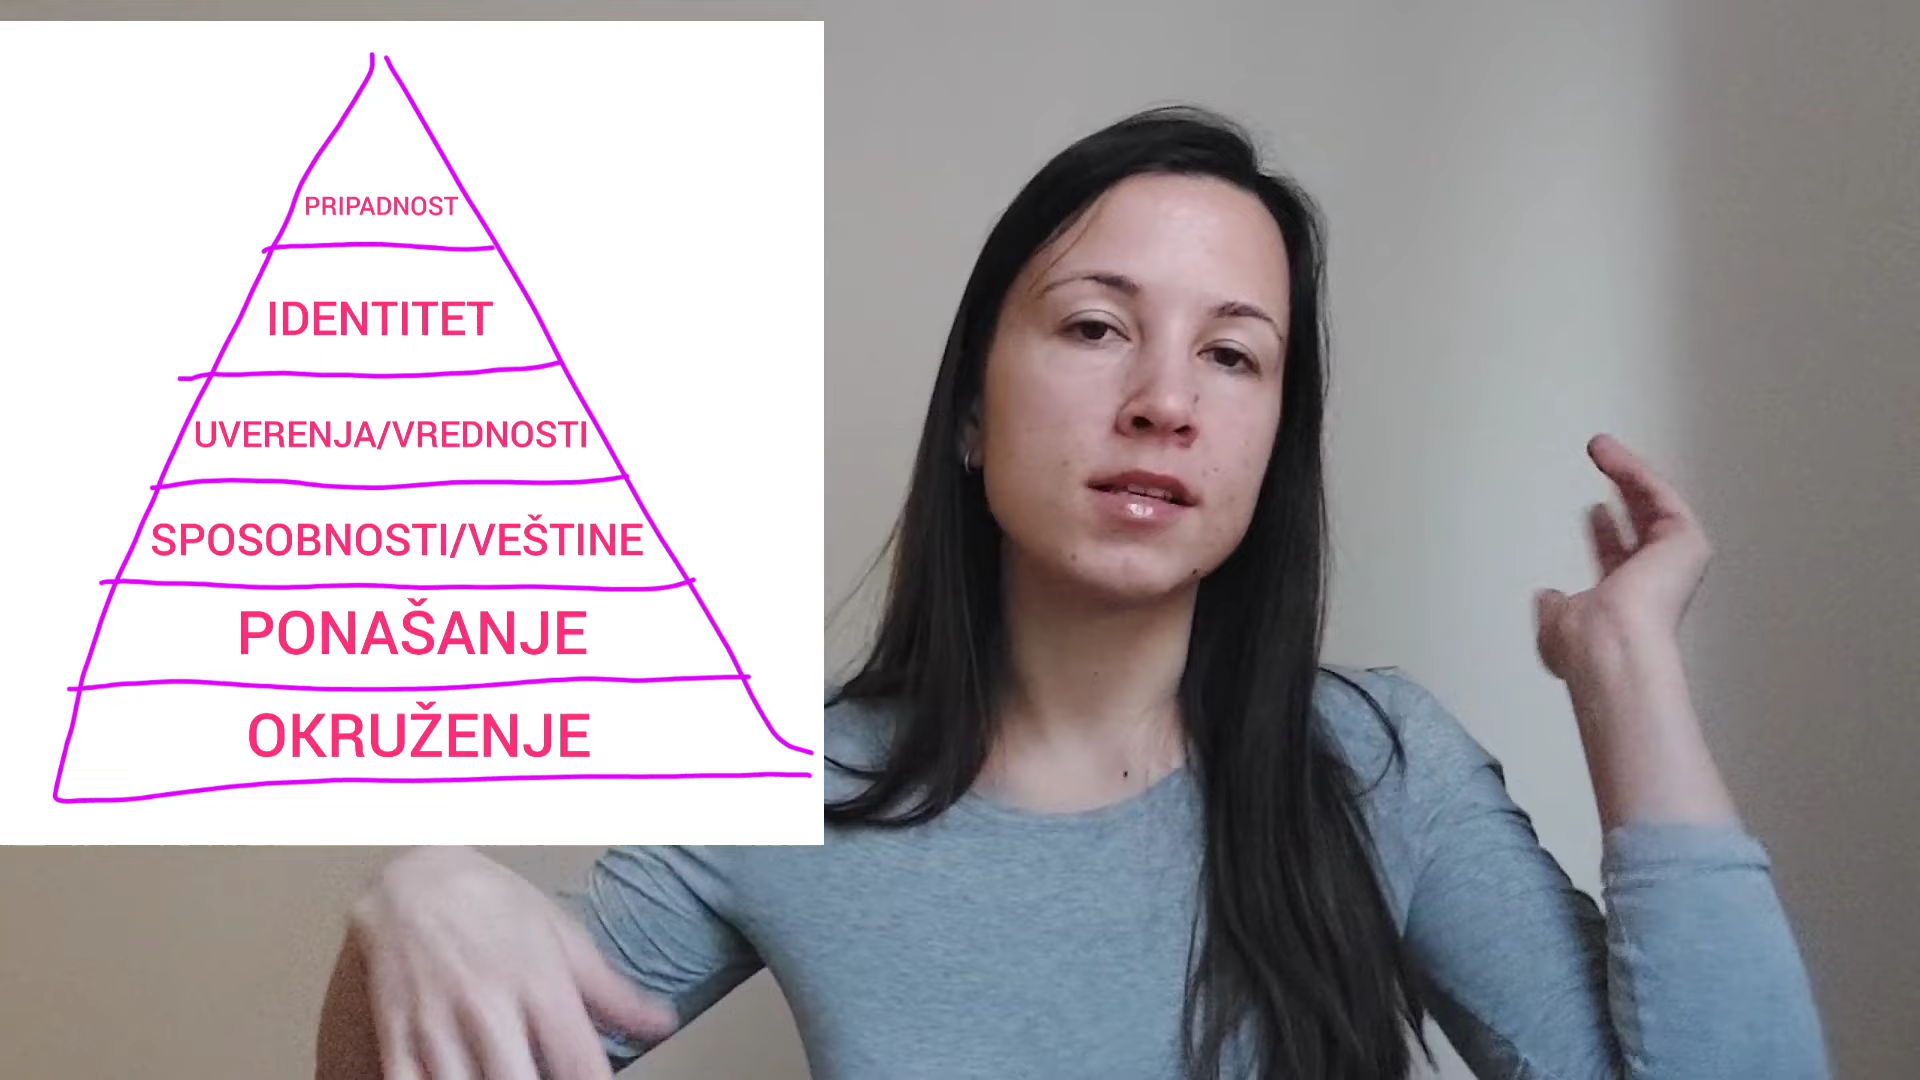 PRIPADNOST
IDENTITET
UVERENJA/VREDNOSTI
SPOSOBNOSTI/VEŠTINE
PONAŠANJE
OKRUŽENJE